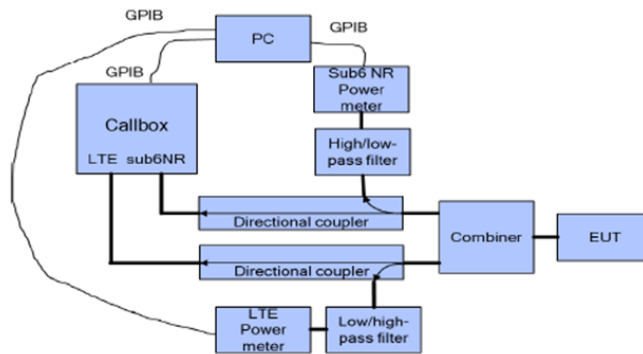 GPIB
PC
GPIB
GPIB
Sub6 NR
Power
meter
Callbox
LTE sub6NR
High/low-
pass filter
Directional coupler
Combiner
EUT
Directional coupler
LTE
Power
meter
Low/high-
pass filter